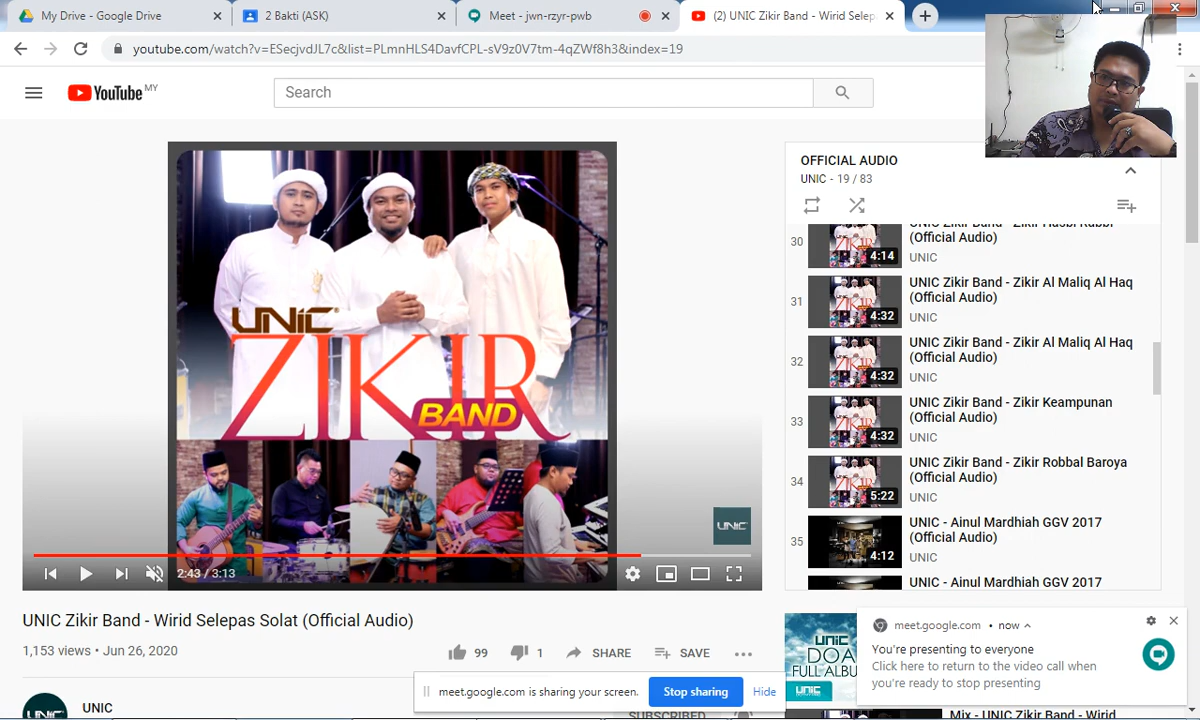 My Drive - Google Drive
2 Bakti (ASK)
Meet - jwn-rzyr-pwb
(2) UNIC Zikir Band - Wirid Selep
youtube.com/watch?v=ESecjvdJL7c&list=PLmnHLS4DavfCPL-sV9z0V7tm-4qZWf8h3&index=19
YouTube MY
Search
UNIC
ZIKIR
BAND
UNIC
2:43 / 3:13
UNIC Zikir Band - Wirid Selepas Solat (Official Audio)
1,153 views • Jun 26, 2020
99
1
SHARE
SAVE
UNIC
UNIC
SUBSCRIBED
OFFICIAL AUDIO
UNIC - 19 / 83
30
(Official Audio)
UNIC
4:14
31
UNIC Zikir Band - Zikir Al Maliq Al Haq
(Official Audio)
UNIC
4:32
32
UNIC Zikir Band - Zikir Al Maliq Al Haq
(Official Audio)
UNIC
4:32
33
UNIC Zikir Band - Zikir Keampunan
(Official Audio)
UNIC
4:32
34
UNIC Zikir Band - Zikir Robbal Baroya
(Official Audio)
UNIC
5:22
35
UNIC - Ainul Mardhiah GGV 2017
(Official Audio)
UNIC
4:12
UNIC - Ainul Mardhiah GGV 2017
UNIC
DOA
FULL ALBU
UNIC
Mix - UNIC Zikir Band - Wirid
meet.google.com • now
You're presenting to everyone
Click here to return to the video call when
you're ready to stop presenting
meet.google.com is sharing your screen.
Stop sharing
Hide